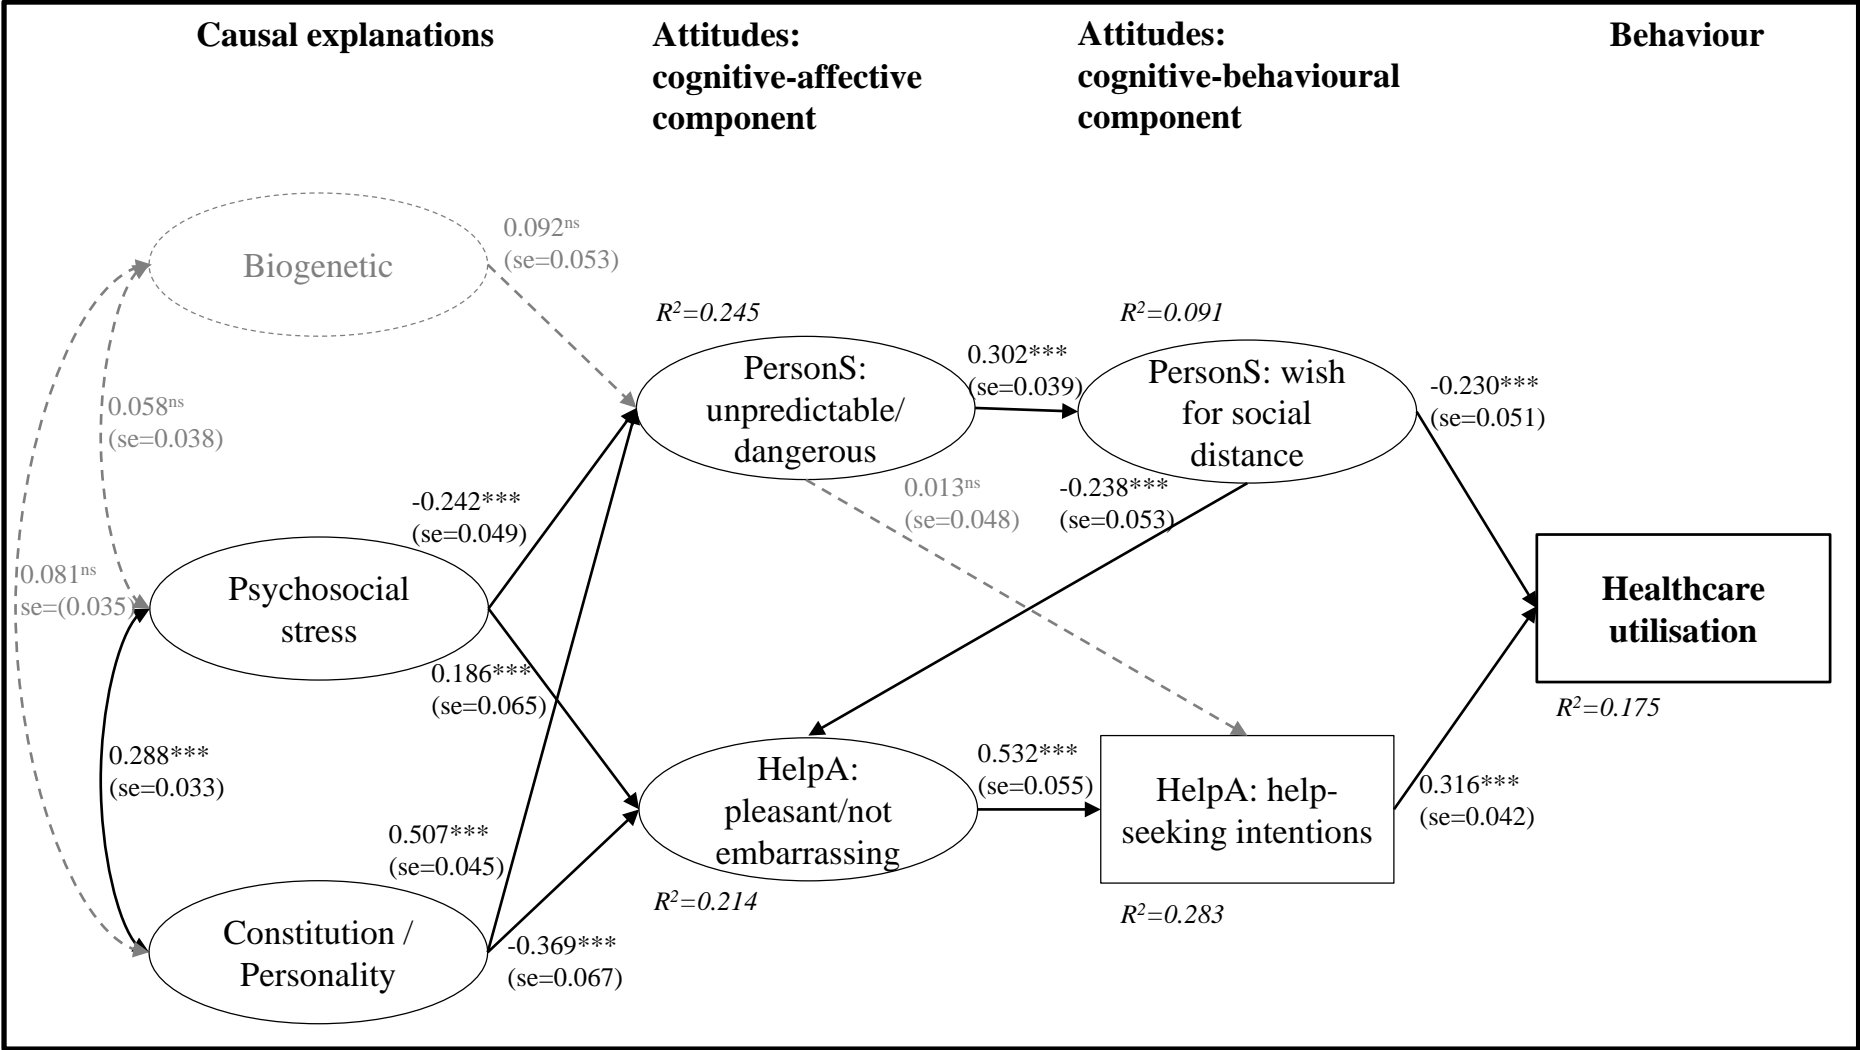 Causal explanations
Attitudes:
cognitive-affective
component
Attitudes:
cognitive-behavioural
component
Behaviour
Biogenetic
0.092ns
(se=0.053)
R2=0.245
R2=0.091
PersonS:
unpredictable/
dangerous
0.302***
(se=0.039)
PersonS: wish
for social
distance
-0.230***
(se=0.051)
0.058ns
(se=0.038)
-0.242***
(se=0.049)
0.013ns
(se=0.048)
-0.238***
(se=0.053)
0.081ns
se=(0.035)
Psychosocial
stress
Healthcare
utilisation
0.186***
(se=0.065)
R2=0.175
0.288***
(se=0.033)
HelpA:
pleasant/not
embarrassing
0.532***
(se=0.055)
HelpA: help-
seeking intentions
0.316***
(se=0.042)
0.507***
(se=0.045)
R2=0.214
R2=0.283
Constitution /
Personality
-0.369***
(se=0.067)